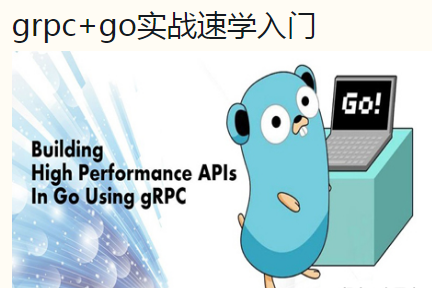 grpc+go实战速学入门
Go!
Building
High Performance APIs
In Go Using gRPC